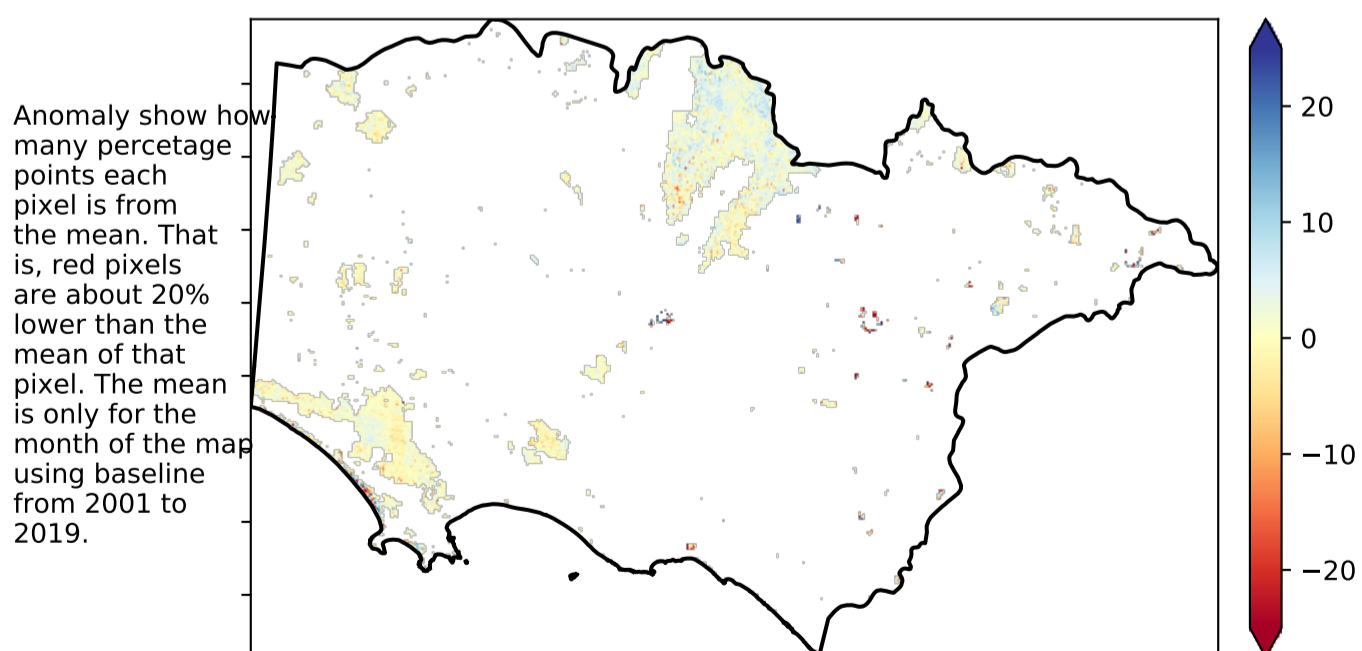 Anomaly show how
many percetage
points each
pixel is from
the mean. That
is, red pixels
are about 20%
lower than the
mean of that
pixel. The mean
is only for the
month of the map
using baseline
from 2001 to
2019.
20
10
0
−10
−20